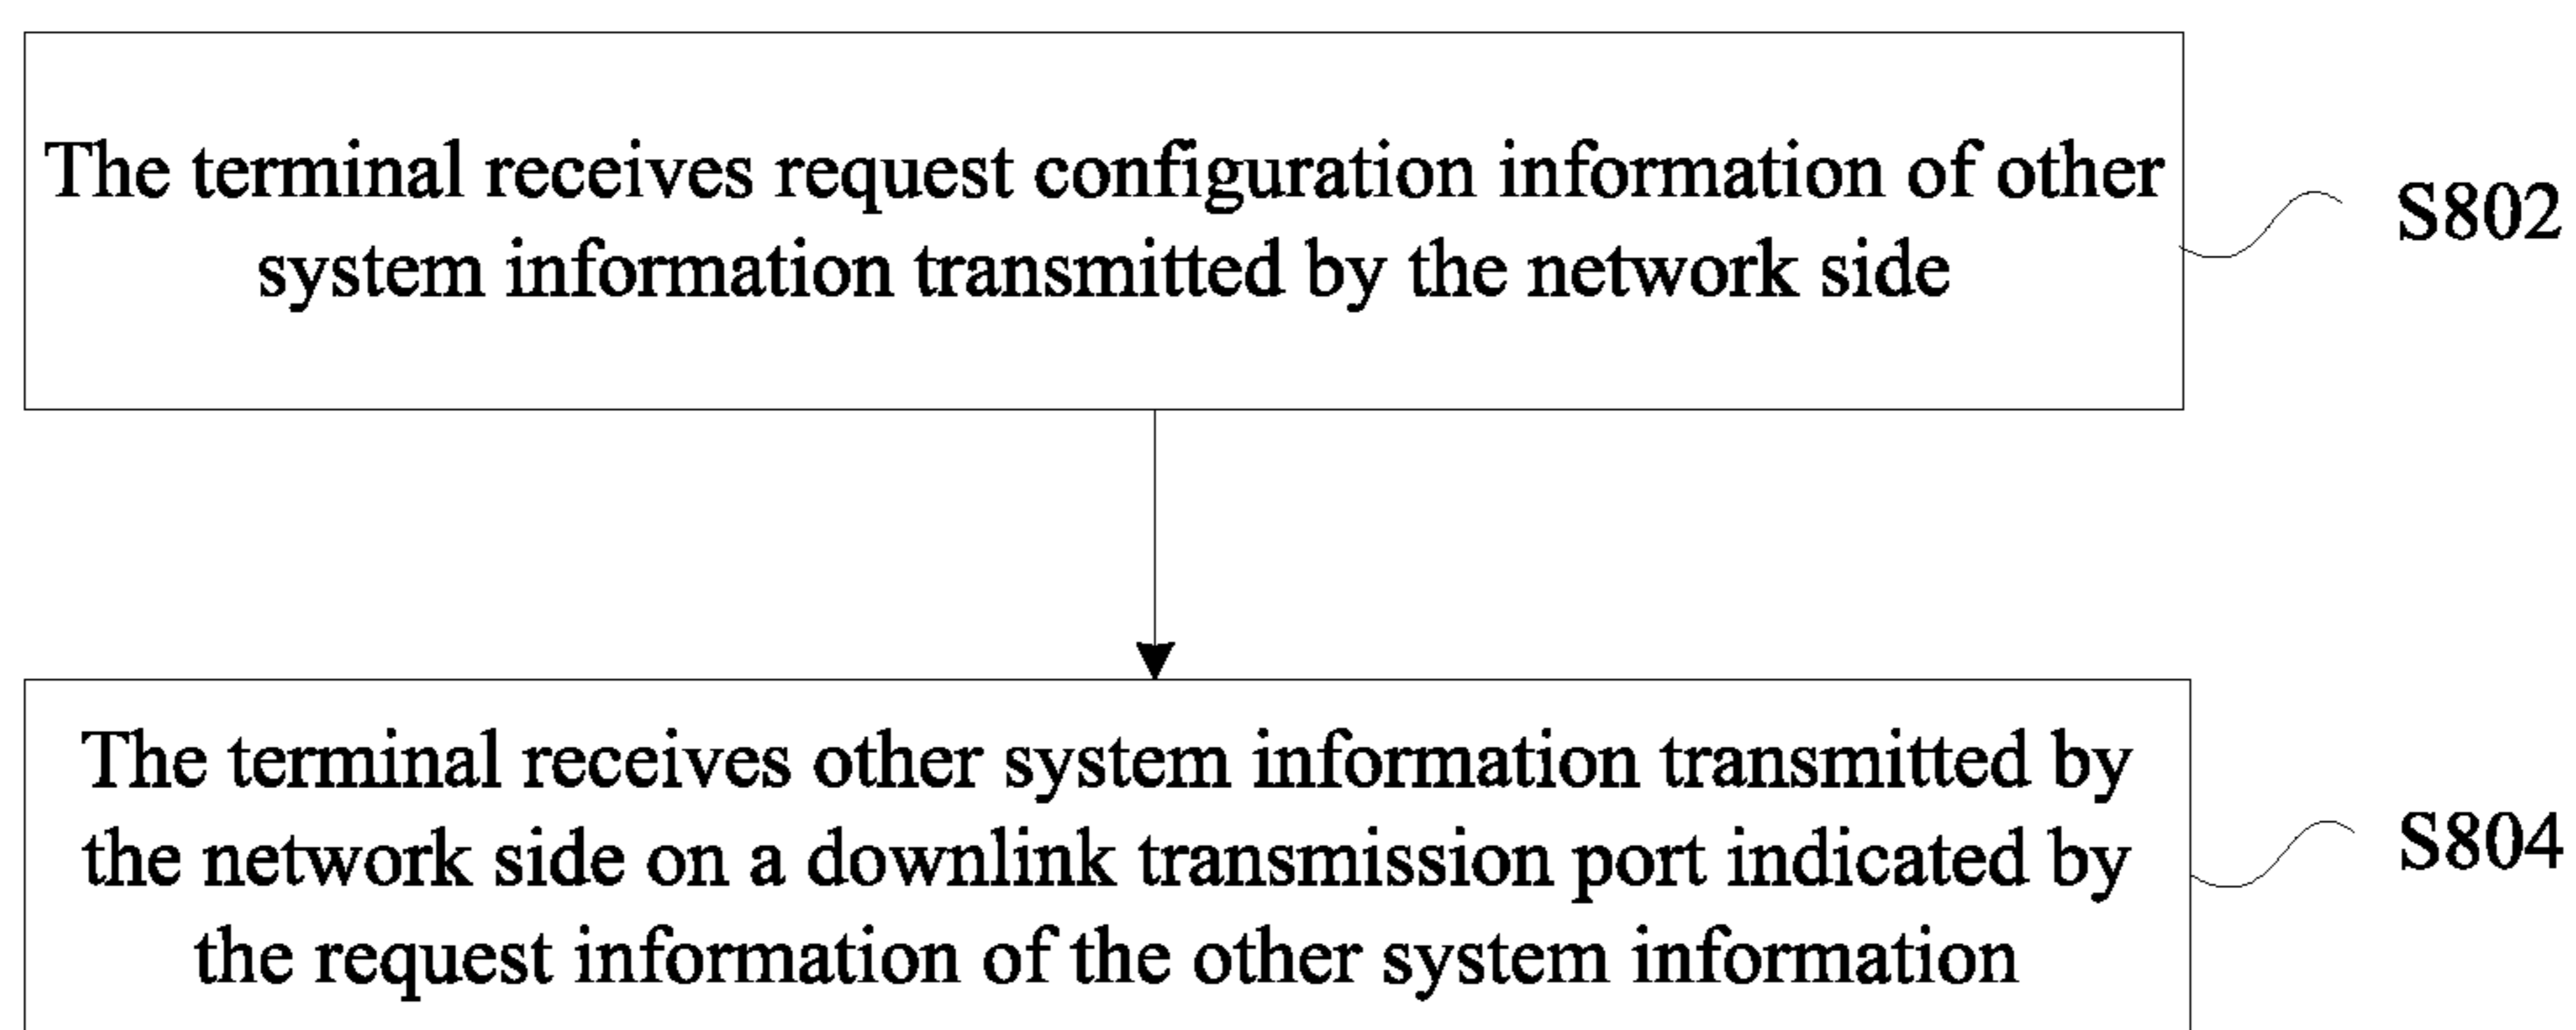 The terminal receives request configuration information of other
system information transmitted by the network side
S802
The terminal receives other system information transmitted by
the network side on a downlink transmission port indicated by
the request information of the other system information
S804